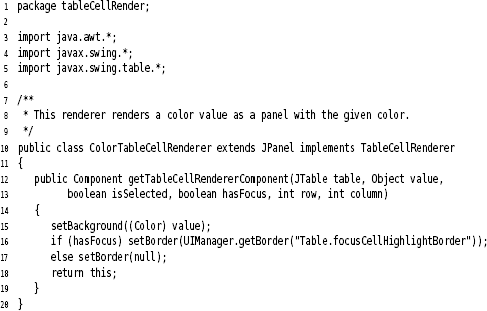 1 package tableCellRender;
2
3 import java.awt.*;
4 import javax.swing.*;
5 import javax.swing.table.*;
6
7 /**
8  * This renderer renders a color value as a panel with the given color.
9  */
10 public class ColorTableCellRenderer extends JPanel implements TableCellRenderer
11 {
12    public Component getTableCellRendererComponent(JTable table, Object value,
13          boolean isSelected, boolean hasFocus, int row, int column)
14    {
15       setBackground((Color) value);
16       if (hasFocus) setBorder(UIManager.getBorder("Table.focusCellHighlightBorder"));
17       else setBorder(null);
18       return this;
19    }
20 }